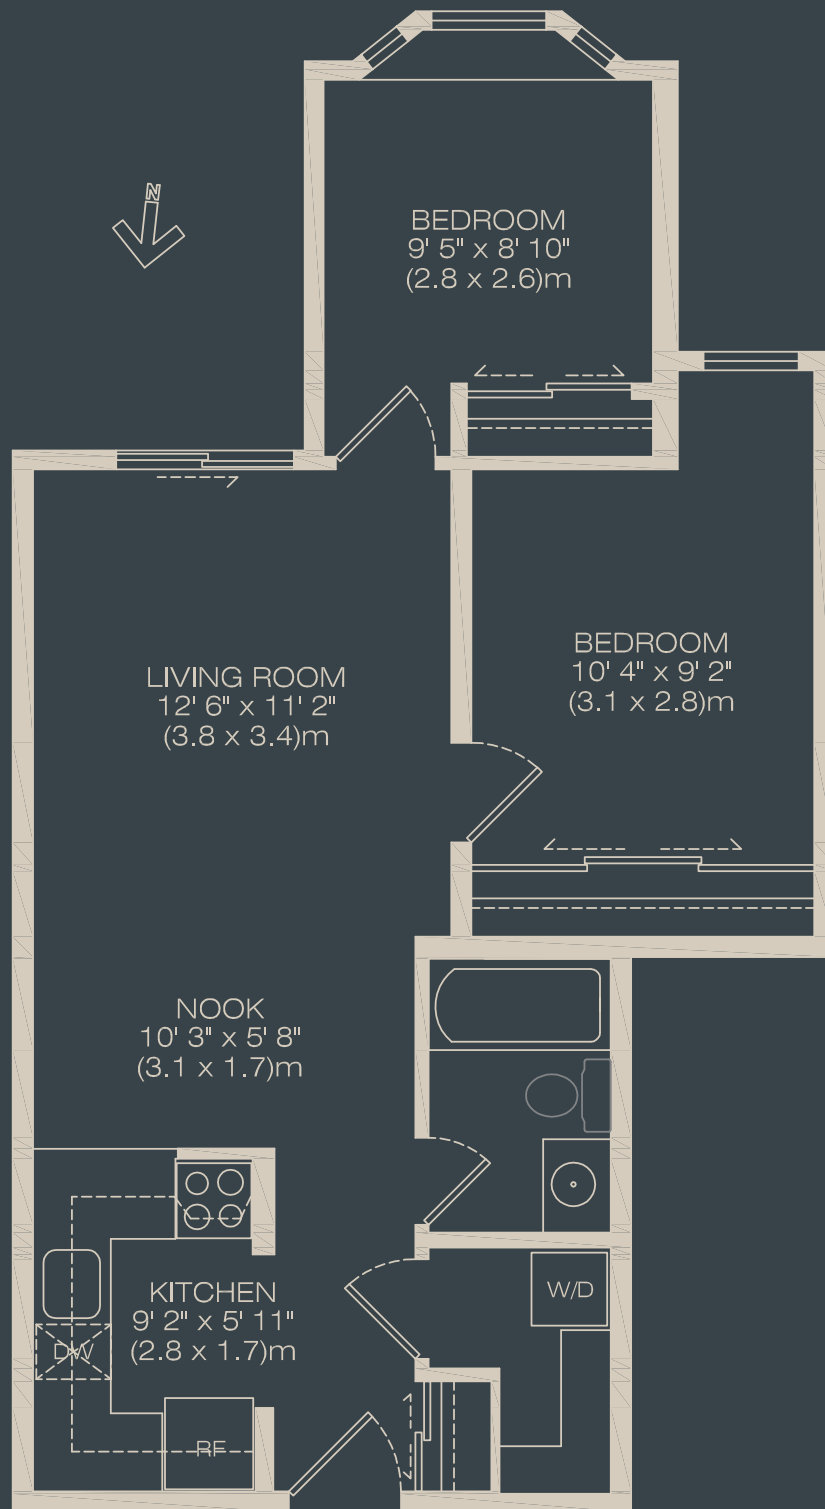 N
BEDROOM
9' 5" x 8' 10"
(2.8 x 2.6)m
BEDROOM
10' 4" x 9' 2"
(3.1 x 2.8)m
LIVING ROOM
12' 6" x 11' 2"
(3.8 x 3.4)m
NOOK
10' 3" x 5' 8"
(3.1 x 1.7)m
KITCHEN
9' 2" x 5' 11"
(2.8 x 1.7)m
W/D
DW
RF